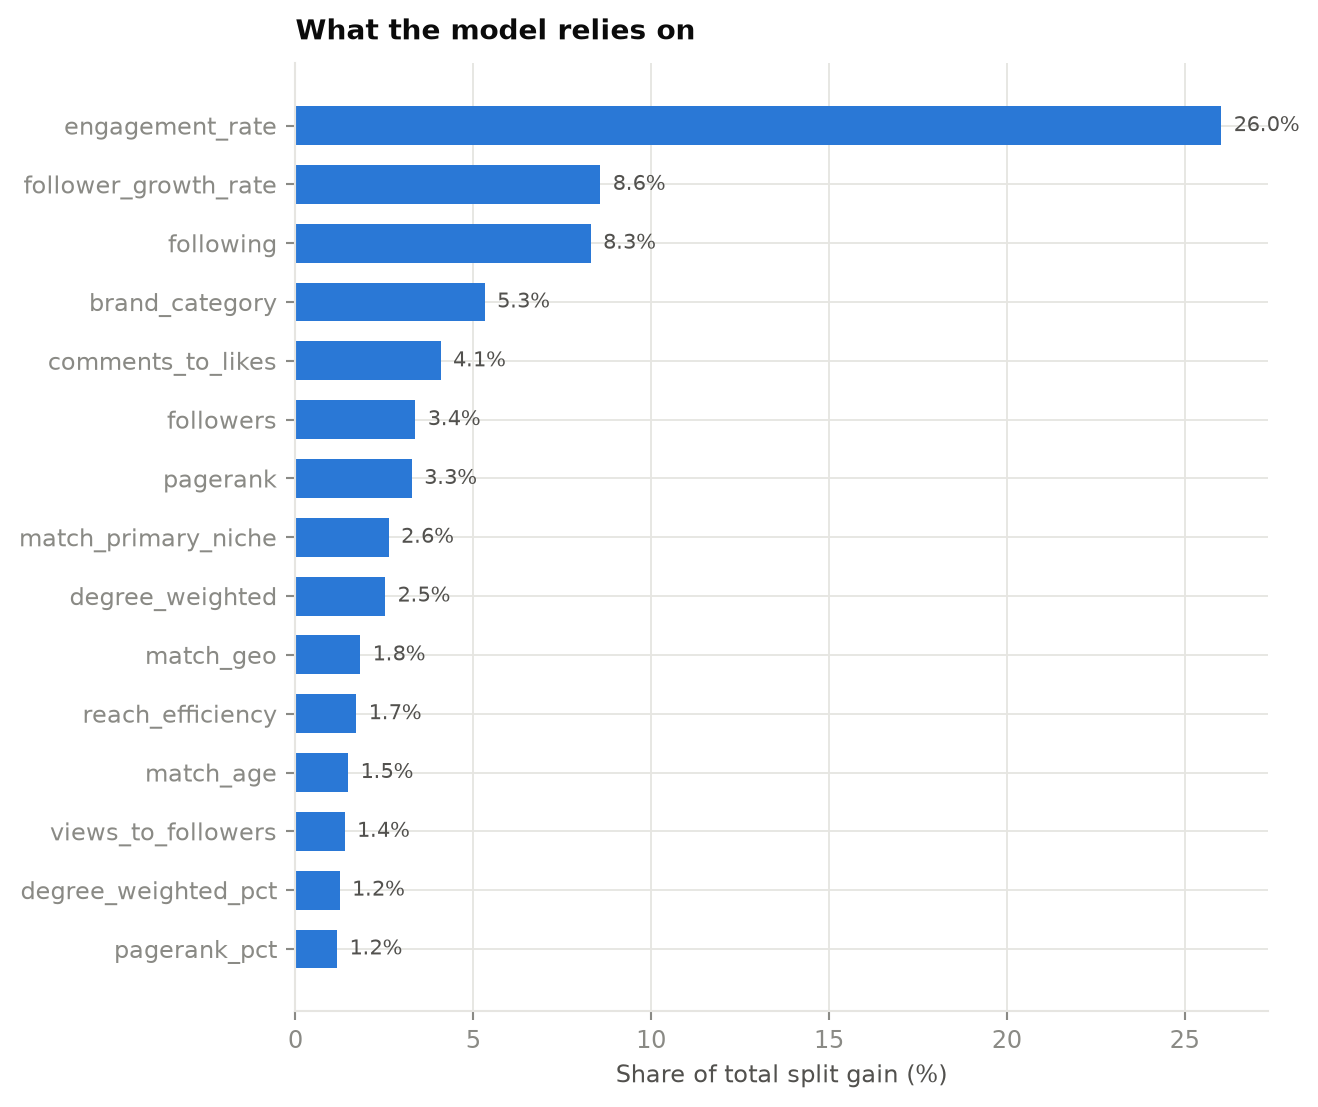 What the model relies on
engagement_rate 26.0%
follower_growth_rate 8.6%
following 8.3%
brand_category 5.3%
comments_to_likes 4.1%
followers 3.4%
pagerank 3.3%
match_primary_niche 2.6%
degree_weighted 2.5%
match_geo 1.8%
reach_efficiency 1.7%
match_age 1.5%
views_to_followers 1.4%
degree_weighted_pct 1.2%
pagerank_pct 1.2%
0 5 10 15 20 25
Share of total split gain (%)